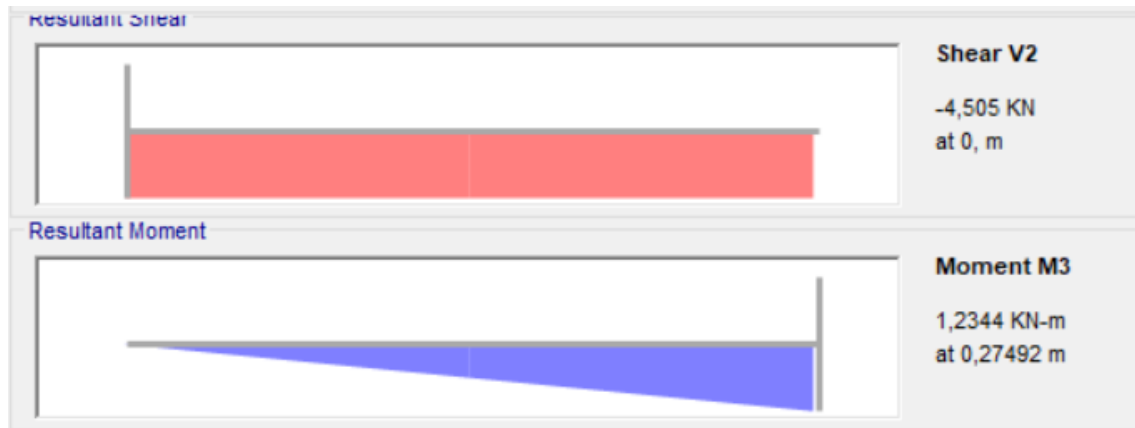 Resultant Shear
Shear V2
-4,505 KN
at 0, m
Resultant Moment
Moment M3
1,2344 KN-m
at 0,27492 m